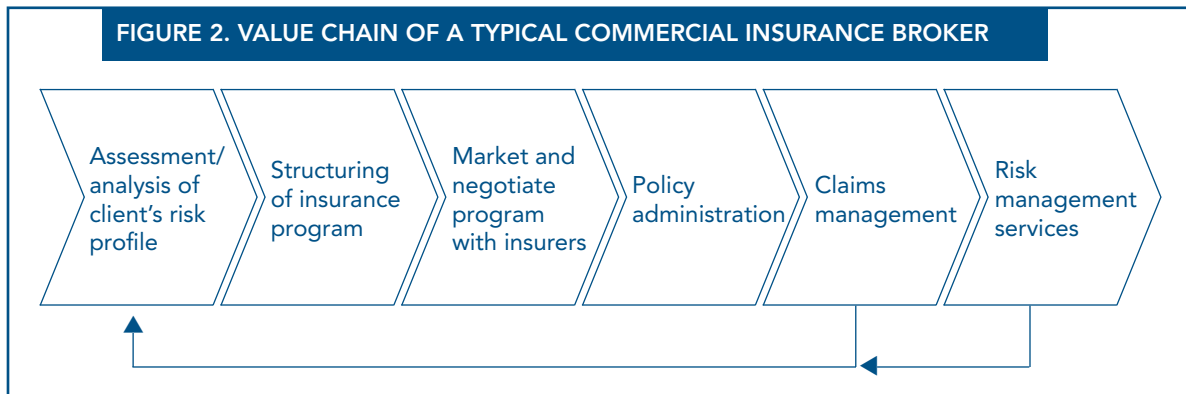 FIGURE 2. VALUE CHAIN OF A TYPICAL COMMERCIAL INSURANCE BROKER
Assessment/
analysis of
client's risk
profile
Structuring
of insurance
program
Market and
negotiate
program
with insurers
Policy
administration
Claims
management
Risk
management
services